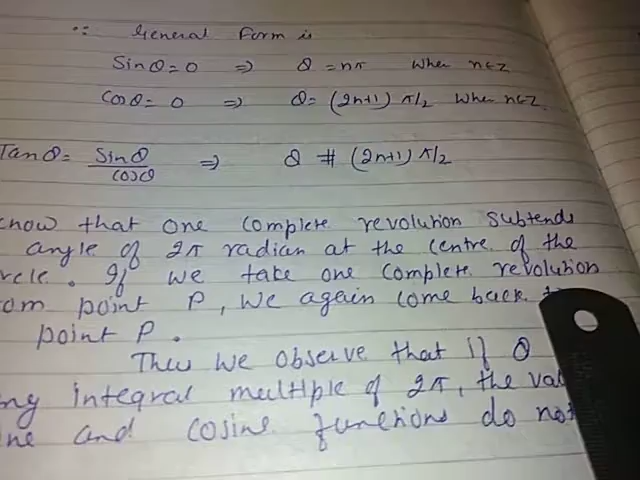 ∵ General Form is
Sinθ=0 ⇒ θ = nπ When n∈Z
Cosθ = 0 ⇒ θ= (2n+1) π/2 When n∈Z
Tanθ= Sinθ/cosθ ⇒ θ ≠ (2n+1) π/2
know that one complete revolution subtends
angle of 2π radian at the centre of the
rcle. If we take one complete revolution
om point P, we again come back
point P.
Thus we observe that if θ
ny integral multiple of 2π, the val
ne and cosine functions do not